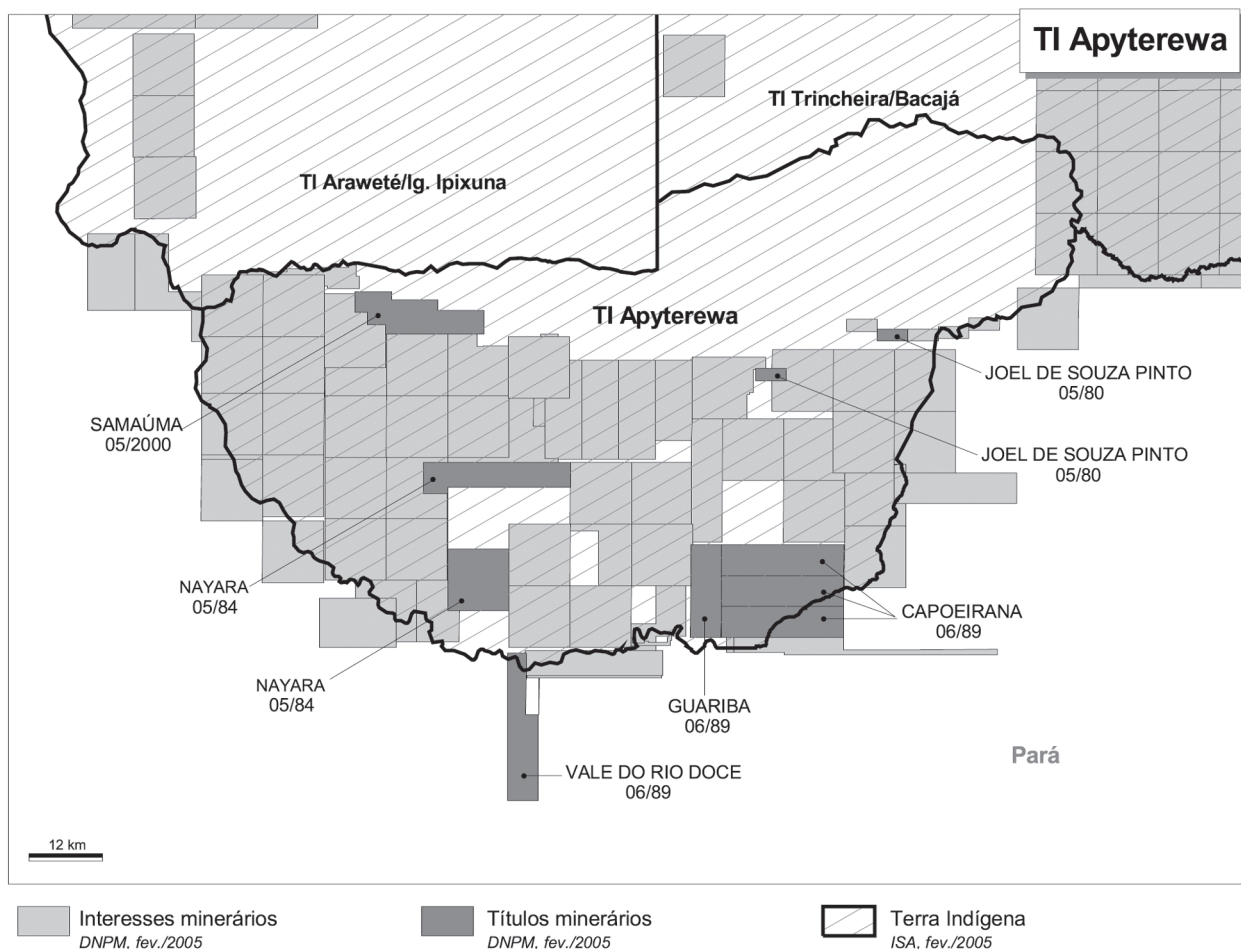 TI Apyterewa
TI Trincheira/Bacajá
TI Araweté/Ig. Ipixuna
TI Apyterewa
JOEL DE SOUZA PINTO
05/80
SAMAÚMA
05/2000
JOEL DE SOUZA PINTO
05/80
NAYARA
05/84
CAPOEIRANA
06/89
NAYARA
05/84
GUARIBA
06/89
Pará
VALE DO RIO DOCE
06/89
12 km
Interesses minerários
DNPM, fev./2005
Títulos minerários
DNPM, fev./2005
Terra Indígena
ISA, fev./2005